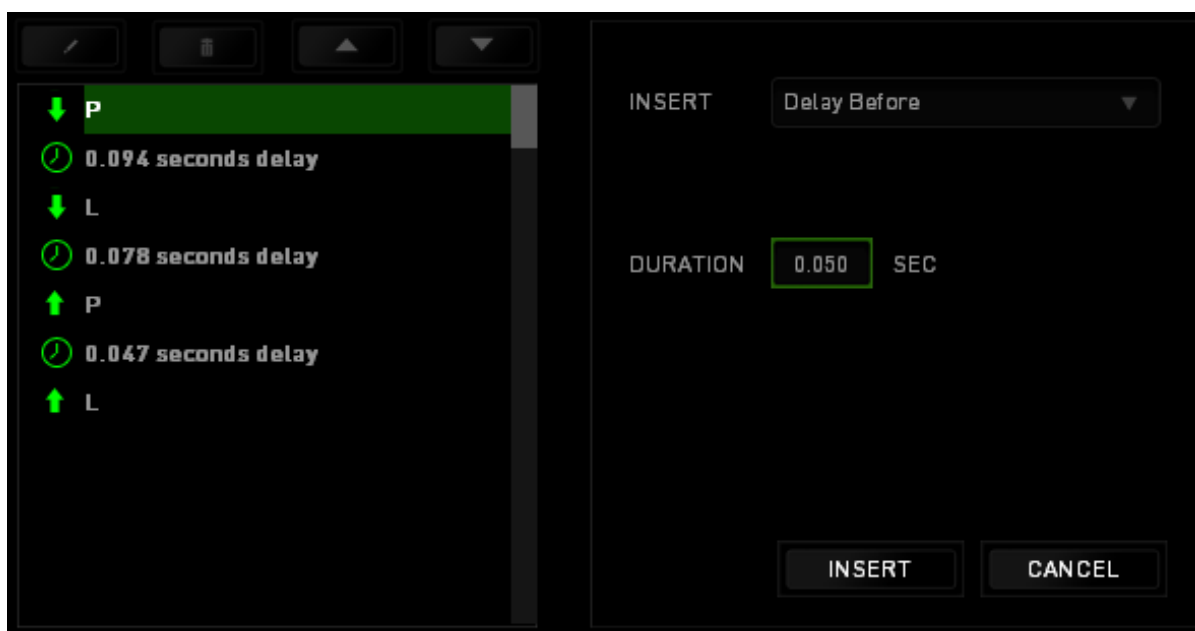 P
0.094 seconds delay
L
0.078 seconds delay
P
0.047 seconds delay
L
INSERT Delay Before
DURATION 0.050 SEC
INSERT CANCEL